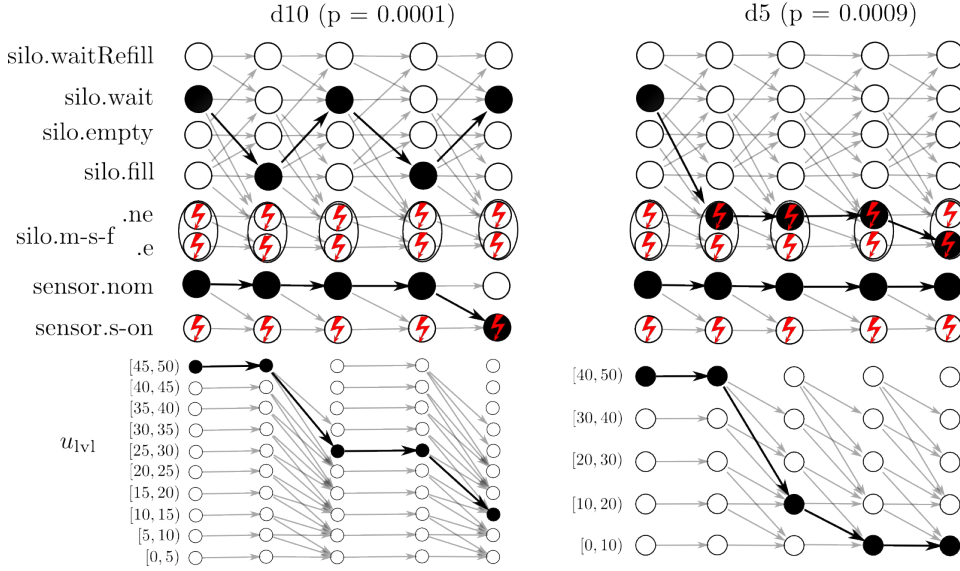 d10 (p = 0.0001)
d5 (p = 0.0009)
silo.waitRefill
silo.wait
silo.empty
silo.fill
.ne
silo.m-s-f
.e
sensor.nom
sensor.s-on
[45, 50)
[40, 45)
[35, 40)
[30, 35)
[25, 30)
[20, 25)
[15, 20)
[10, 15)
[5, 10)
[0, 5)
u_lvl
[40, 50)
[30, 40)
[20, 30)
[10, 20)
[0, 10)